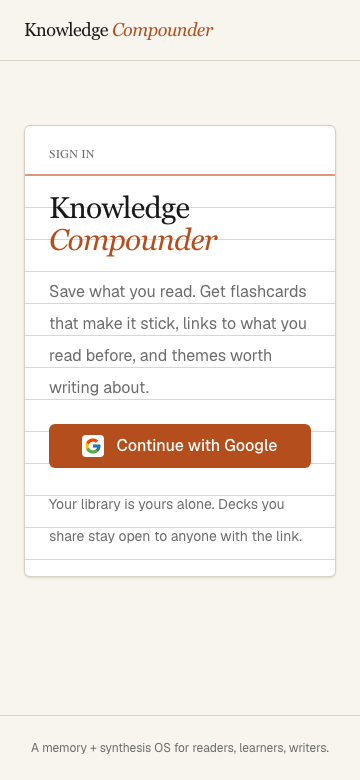 Knowledge Compounder
SIGN IN
Knowledge
Compounder
Save what you read. Get flashcards
that make it stick, links to what you
read before, and themes worth
writing about.
Continue with Google
Your library is yours alone. Decks you
share stay open to anyone with the link.
A memory + synthesis OS for readers, learners, writers.